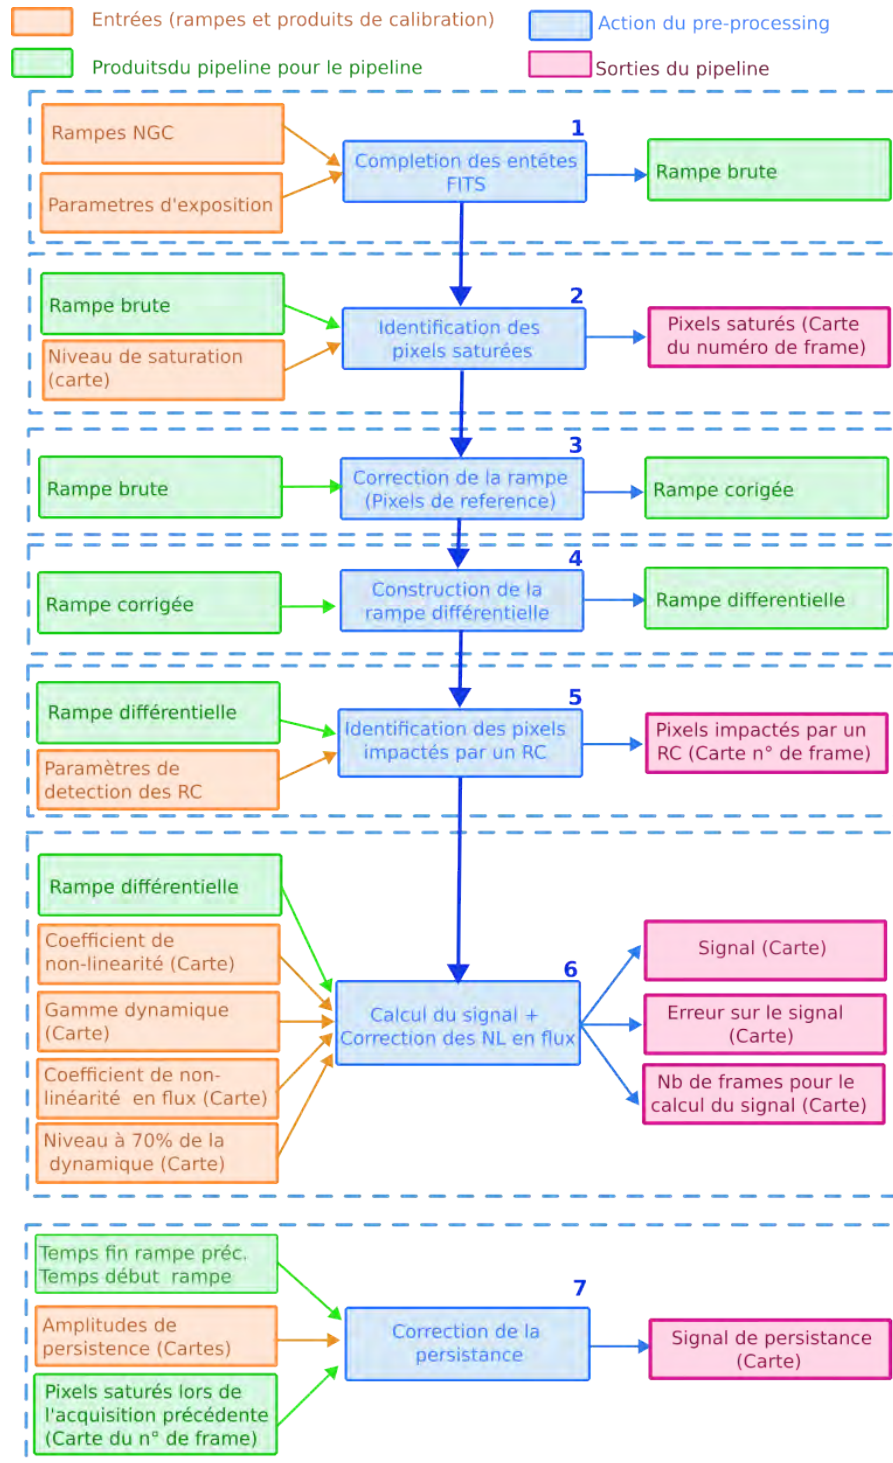 Entrées (rampes et produits de calibration)
Action du pre-processing
Produitsdu pipeline pour le pipeline
Sorties du pipeline
1
Rampes NGC
Parametres d'exposition
Completion des entêtes
FITS
Rampe brute
2
Rampe brute
Niveau de saturation
(carte)
Identification des
pixels saturées
Pixels saturés (Carte
du numéro de frame)
3
Rampe brute
Correction de la rampe
(Pixels de reference)
Rampe corigée
4
Rampe corrigée
Construction de la
rampe différentielle
Rampe differentielle
5
Rampe différentielle
Paramètres de
detection des RC
Identification des pixels
impactés par un RC
Pixels impactés par un
RC (Carte n° de frame)
6
Rampe différentielle
Coefficient de
non-linearité (Carte)
Gamme dynamique
(Carte)
Coefficient de non-
linéarité en flux (Carte)
Niveau à 70% de la
dynamique (Carte)
Calcul du signal +
Correction des NL en flux
Signal (Carte)
Erreur sur le signal
(Carte)
Nb de frames pour le
calcul du signal (Carte)
7
Temps fin rampe préc.
Temps début rampe
Amplitudes de
persistence (Cartes)
Pixels saturés lors de
l'acquisition précédente
(Carte du n° de frame)
Correction de la
persistance
Signal de persistance
(Carte)